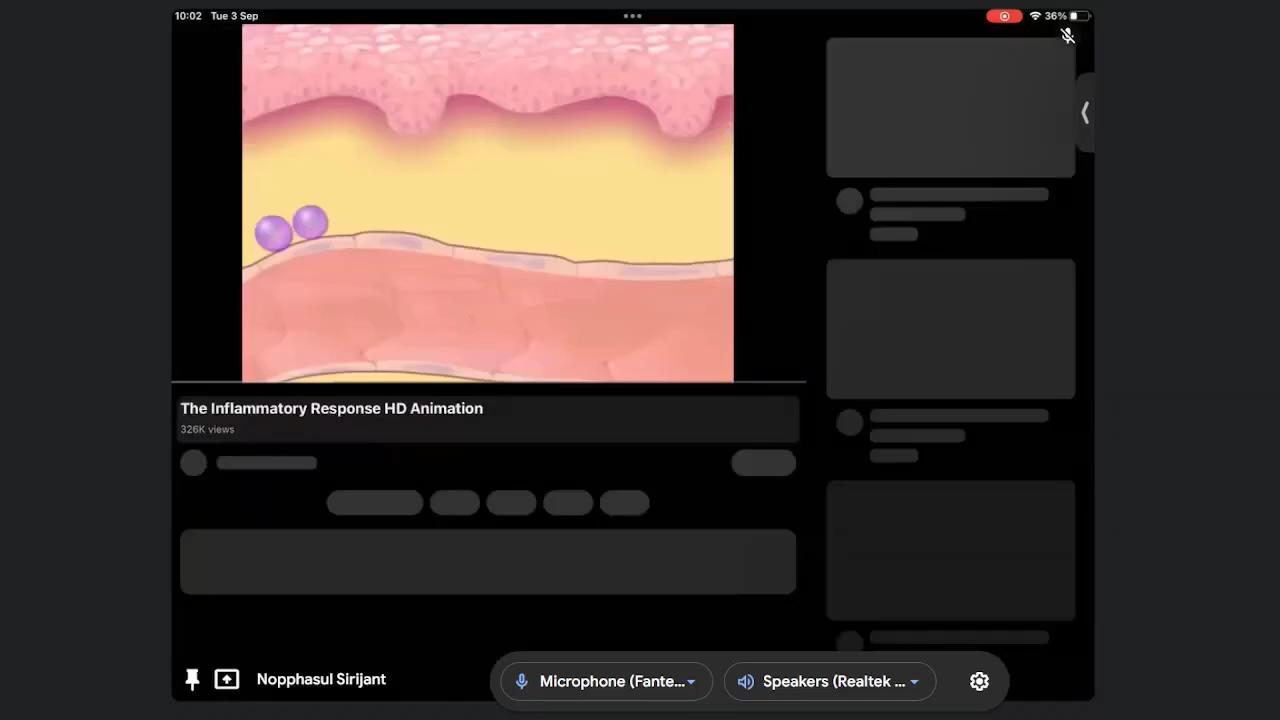 10:02 Tue 3 Sep
36%
The Inflammatory Response HD Animation
326K views
Nopphasul Sirijant
Microphone (Fante...
Speakers (Realtek ...